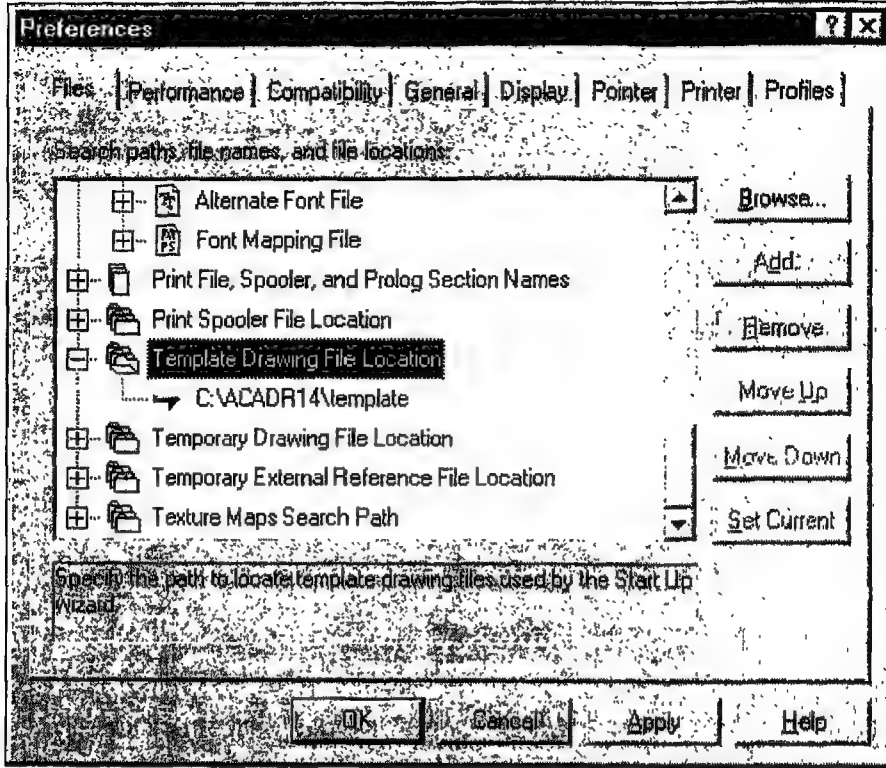 Preferences
Files Performance Compatibility General Display Pointer Printer Profiles
Search paths, file names, and file locations:
Alternate Font File
Font Mapping File
Print File, Spooler, and Prolog Section Names
Print Spooler File Location
Template Drawing File Location
C:\ACADR14\template
Temporary Drawing File Location
Temporary External Reference File Location
Texture Maps Search Path
Browse...
Add...
Remove
Move Up
Move Down
Set Current
Specify the path to locate template drawing files used by the Start Up
Wizard.
OK Cancel Apply Help